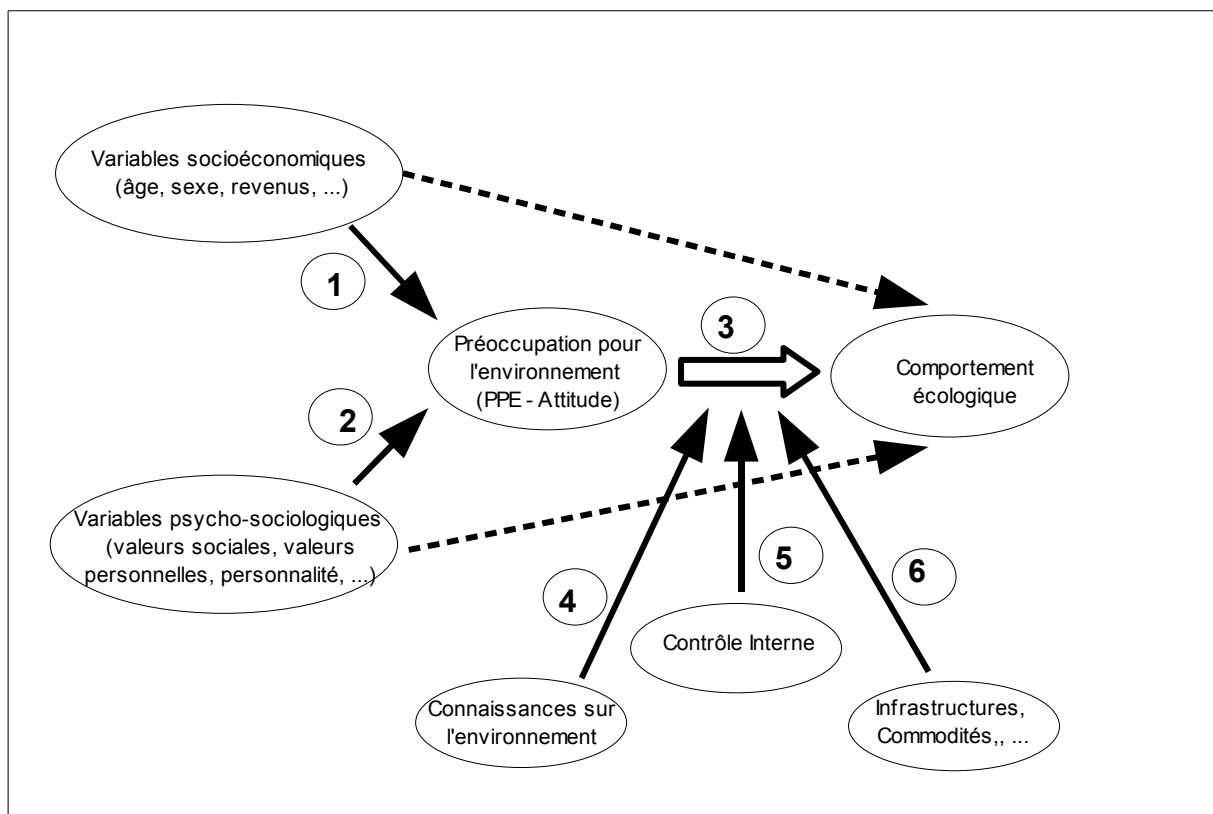 Variables socioéconomiques
(âge, sexe, revenus, ...)
1
3
Préoccupation pour
l'environnement
(PPE - Attitude)
Comportement
écologique
2
Variables psycho-sociologiques
(valeurs sociales, valeurs
personnelles, personnalité, ...)
4
5
6
Contrôle Interne
Connaissances sur
l'environnement
Infrastructures,
Commodités,, ...